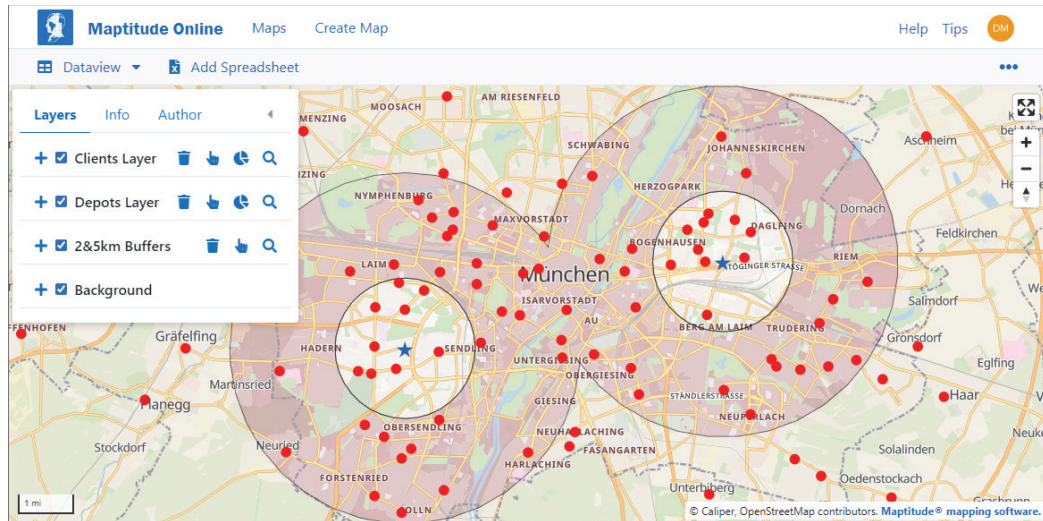 Maptitude Online Maps Create Map Help Tips DM
Dataview Add Spreadsheet
Layers Info Author
Clients Layer
Depots Layer
2&5km Buffers
Background
AM RIESENFELD
MOOSACH
MENZING
SCHWABING
JOHANNESKIRCHEN
Aschheim
NYMPHENBURG
HERZOGPARK
Dornach
MAXVORSTADT
DAGLFING
BOGENHAUSEN
Feldkirchen
LAIM
München
RIEM
ISARVORSTADT
Salmdorf
AU
BERG AM LAIM
TRUDERING
Gräfelfing
HADERN
SENDLING
Gronsdorf
UNTERGIESING
Eglfing
OBERGIESING
Martinsried
STÄNDLERSTRASSE
Haar
GIESING
Planegg
NEUPERLACH
OBERSENDLING
NEUHARLACHING
Stockdorf
Neuried
FASANGARTEN
Solalinden
HARLACHING
FORSTENRIED
Oedenstockach
Unterbiberg
1 mi
SOLLN
© Caliper, OpenStreetMap contributors. Maptitude® mapping software.